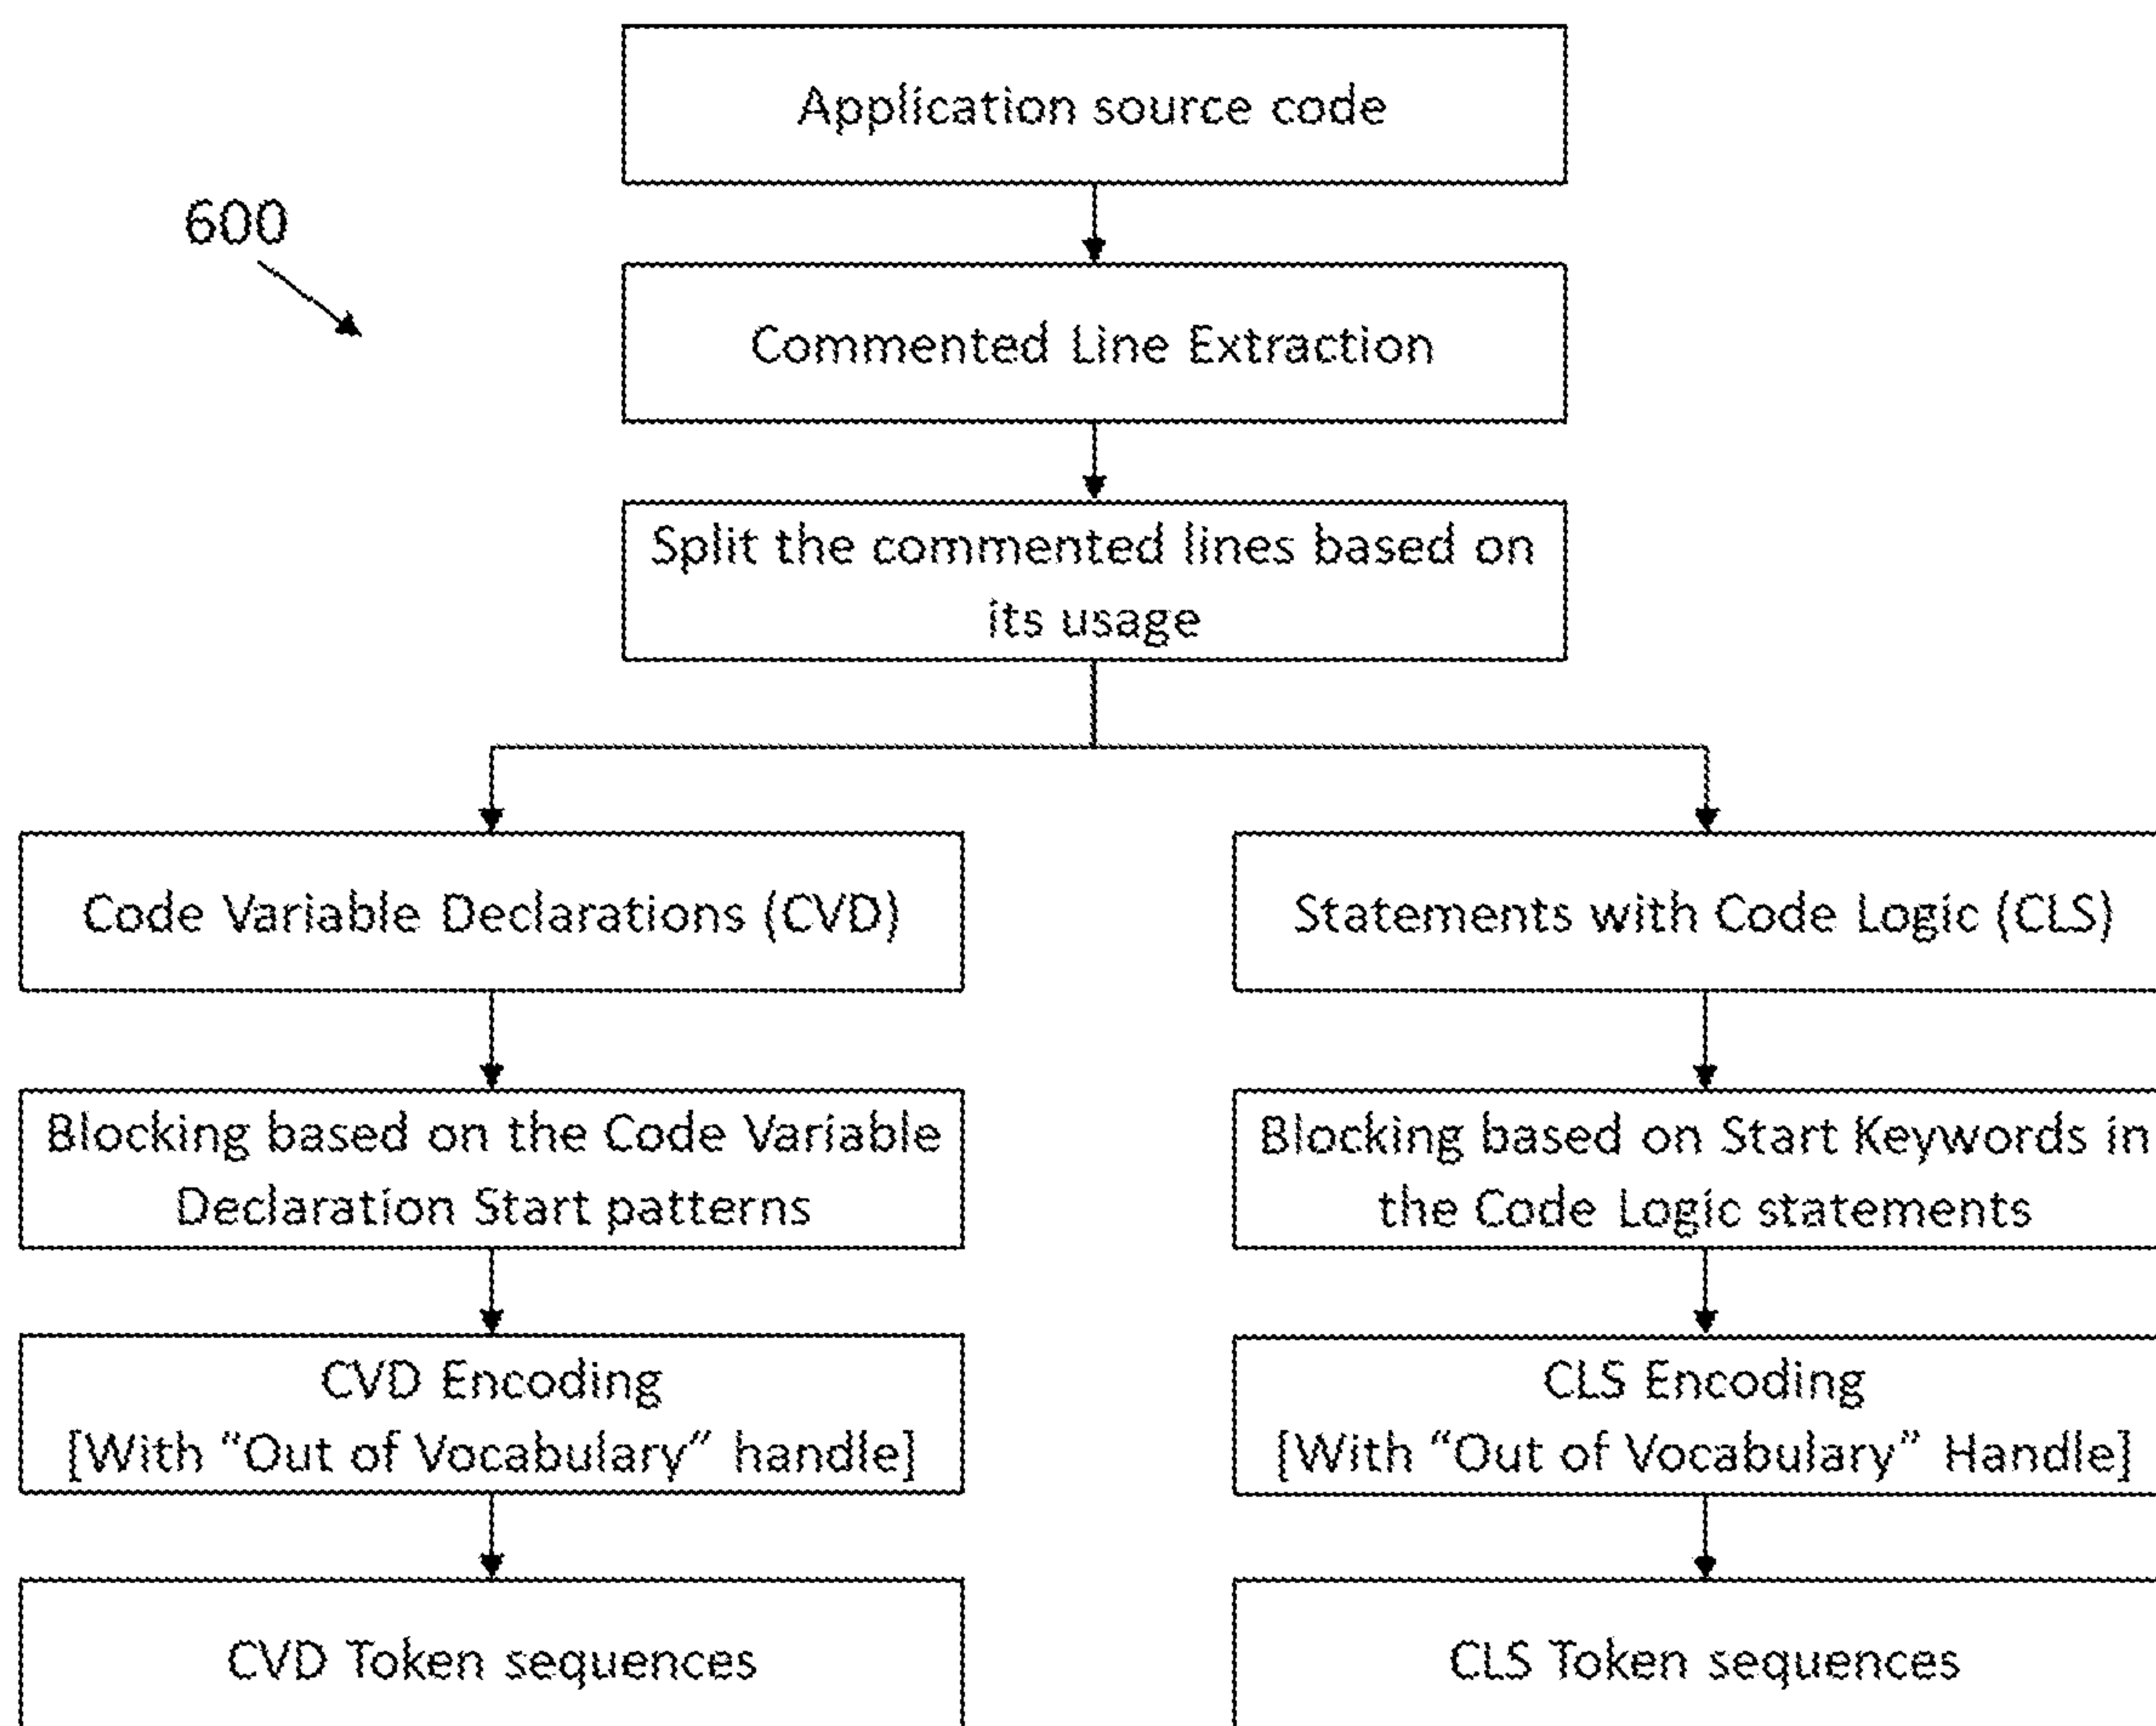 Application source code
600
Commented Line Extraction
Split the commented lines based on
its usage
Code Variable Declarations (CVD)
Statements with Code Logic (CLS)
Blocking based on the Code Variable
Declaration Start patterns
Blocking based on Start Keywords in
the Code Logic statements
CVD Encoding
[With “Out of Vocabulary” handle]
CLS Encoding
[With “Out of Vocabulary” Handle]
CVD Token sequences
CLS Token sequences